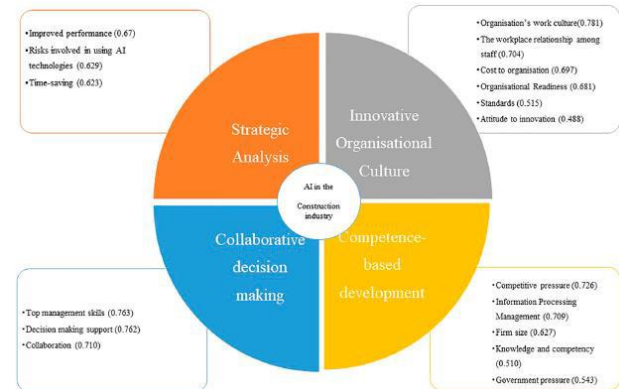 • Improved performance (0.67)
• Risks involved in using AI
technologies (0.629)
• Time-saving (0.623)
• Organisation's work culture(0.781)
• The workplace relationship among
staff (0.704)
• Cost to organisation (0.697)
• Organisational Readiness (0.681)
• Standards (0.515)
• Attitude to innovation (0.488)
Strategic
Analysis
Innovative
Organisational
Culture
AI in the
Construction
industry
Collaborative
decision
making
Competence-
based
development
• Top management skills (0.763)
• Decision making support (0.762)
• Collaboration (0.710)
• Competitive pressure (0.726)
• Information Processing
Management (0.709)
• Firm size (0.627)
• Knowledge and competency
(0.510)
• Government pressure (0.543)